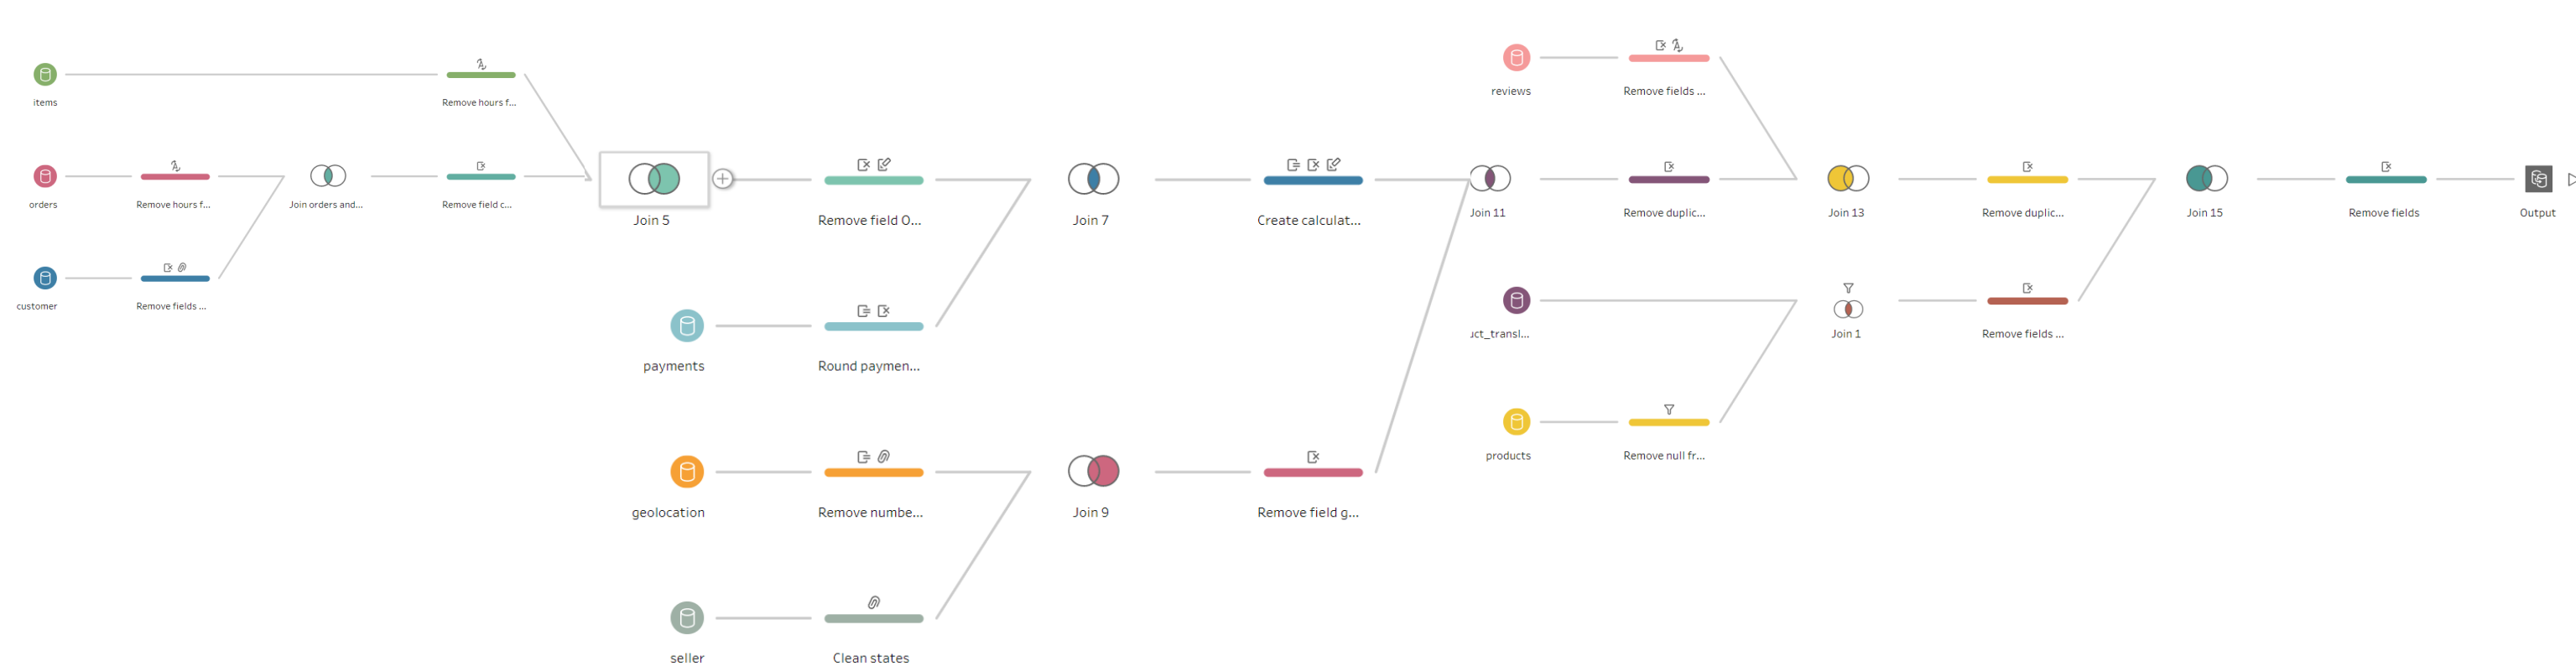 items
Remove hours f...
orders
Remove hours f...
Join orders and...
Remove field c...
customer
Remove fields ...
Join 5
Remove field O...
Join 7
Create calculat...
payments
Round paymen...
geolocation
Remove numbe...
Join 9
Remove field g...
seller
Clean states
reviews
Remove fields ...
Join 11
Remove duplic...
Join 13
Remove duplic...
Join 15
Remove fields
Output
uct_transl...
Join 1
Remove fields ...
products
Remove null fr...